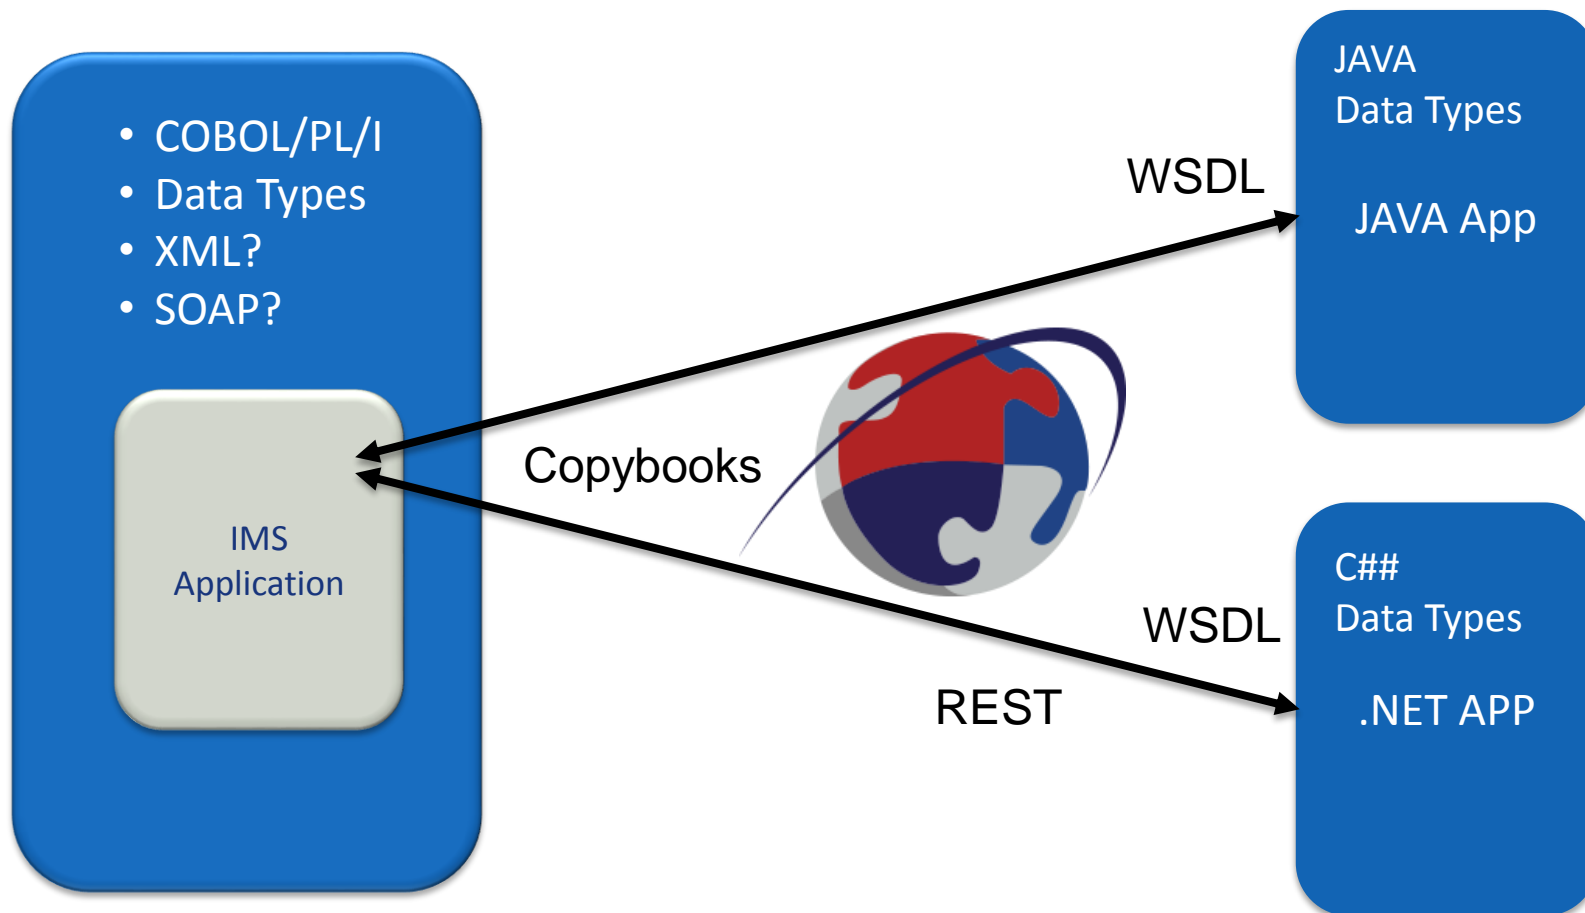 • COBOL/PL/I
• Data Types
• XML?
• SOAP?
IMS
Application
Copybooks
WSDL
JAVA
Data Types
JAVA App
WSDL
REST
C##
Data Types
.NET APP